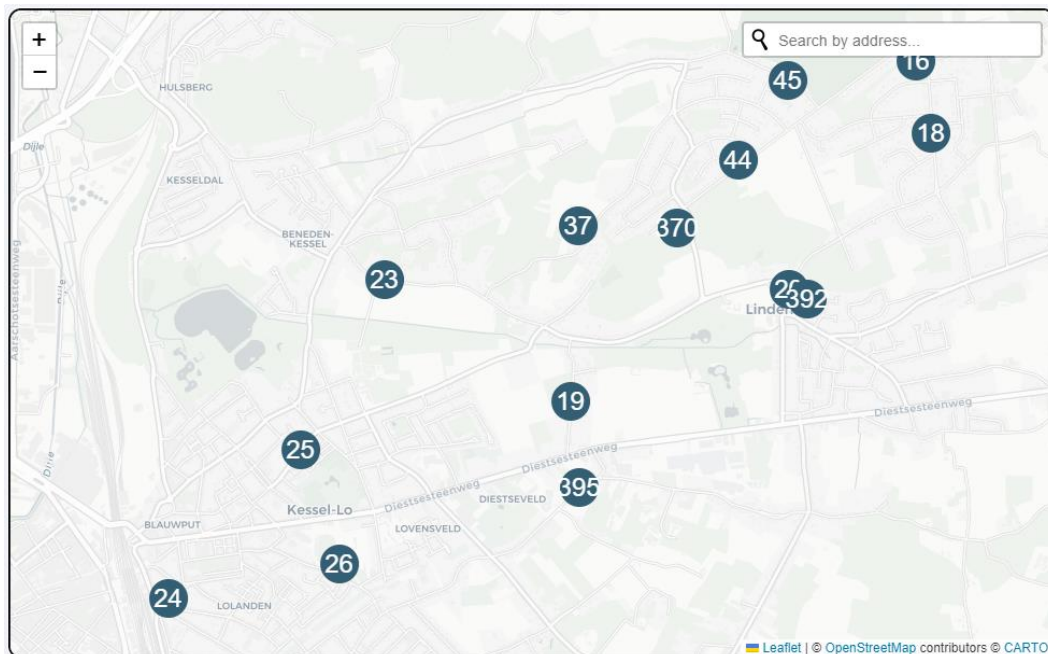 +
−
Search by address...
16
45
HULSBERG
18
Dijle
44
KESSELDAL
37
370
BENEDEN-
KESSEL
Aarschotsesteenweg
23
Dijle
392
Linden
19
Diestsesteenweg
25
Diestsesteenweg
Dijle
395
DIESTSEVELD
Diestsesteenweg
Kessel-Lo
BLAUWPUT
LOVENSVELD
26
24
LOLANDEN
Leaflet | © OpenStreetMap contributors © CARTO